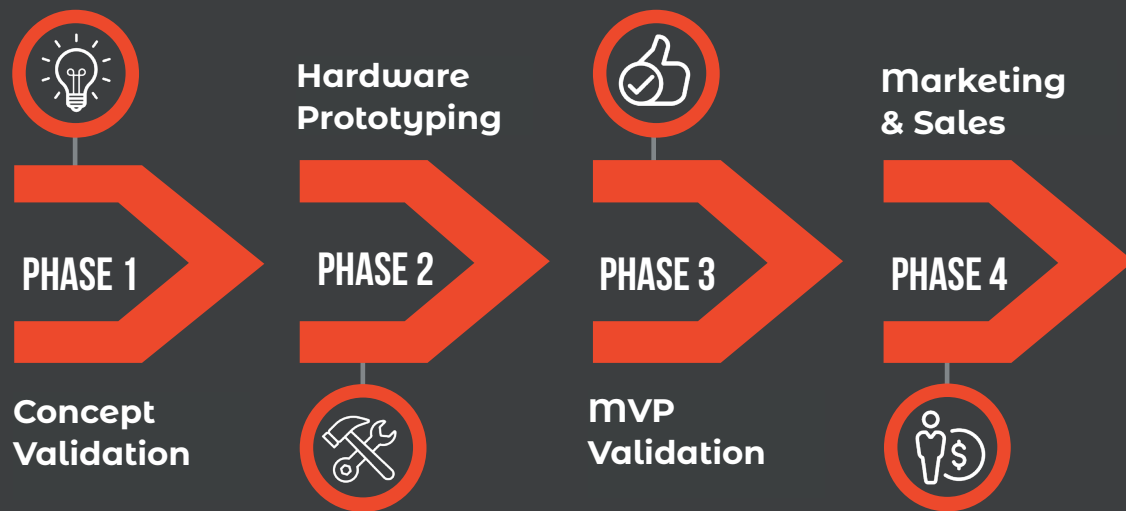 PHASE 1
Concept
Validation
Hardware
Prototyping
PHASE 2
PHASE 3
MVP
Validation
Marketing
& Sales
PHASE 4
$